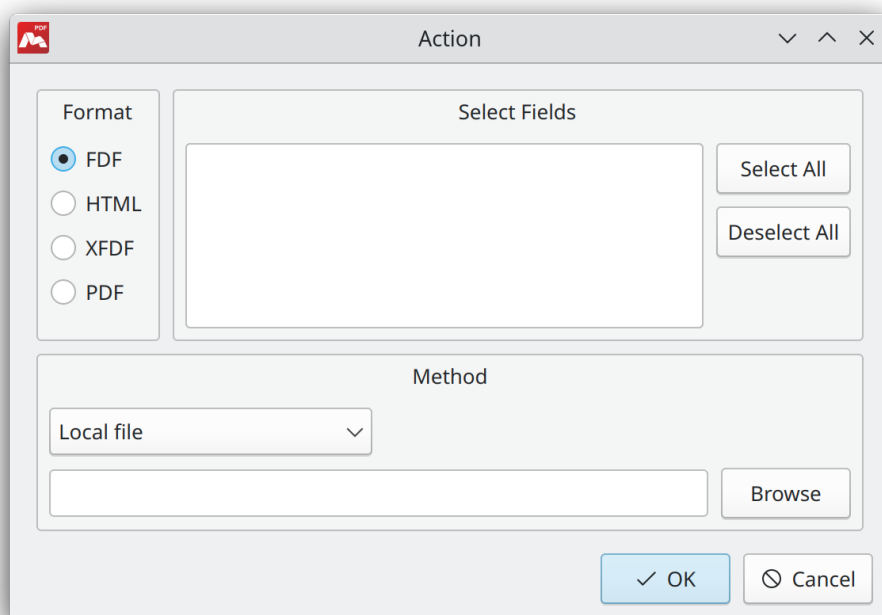 PDF
Action
Format
FDF
HTML
XFDF
PDF
Select Fields
Select All
Deselect All
Method
Local file
Browse
OK
Cancel